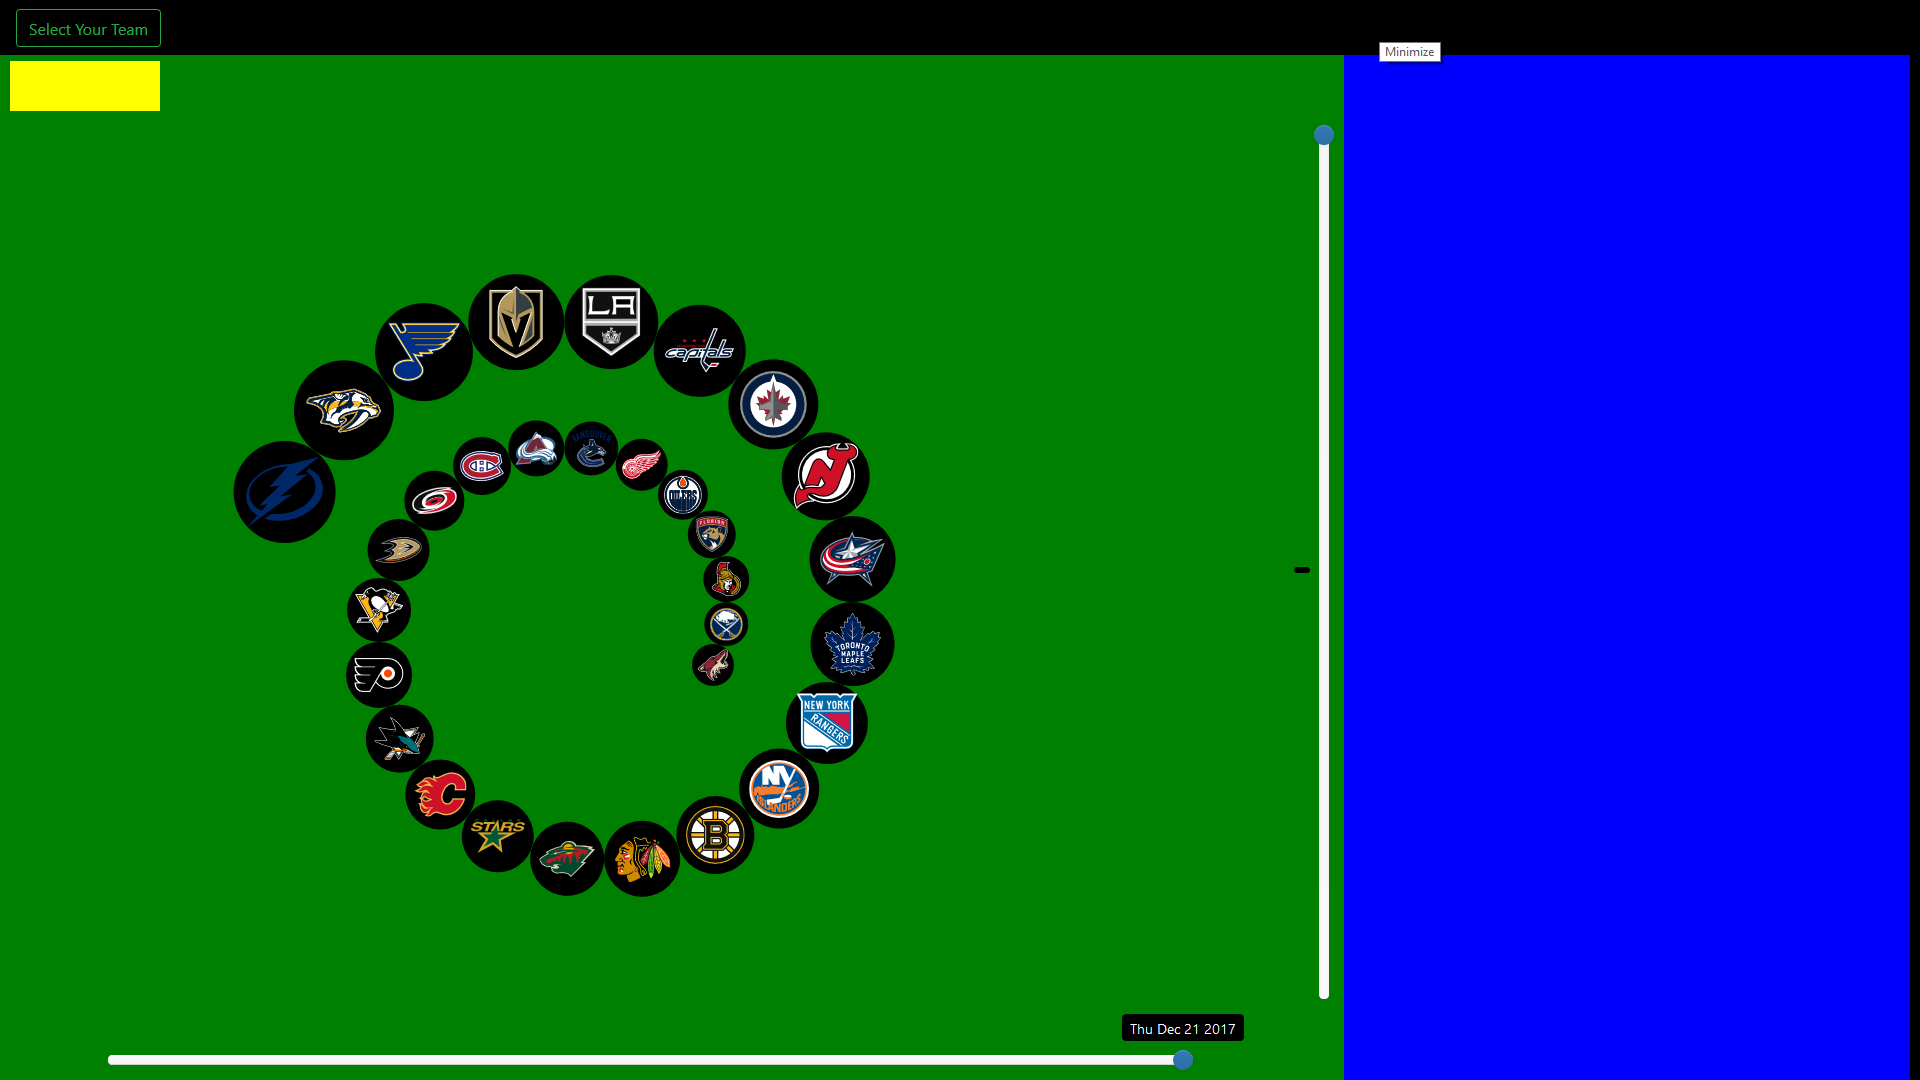 Select Your Team
Minimize
LA
capitals
VANCOUVER
OILERS
FLORIDA
TORONTO
MAPLE
LEAFS
NEW YORK
RANGERS
NY
ISLANDERS
B
STARS
Thu Dec 21 2017